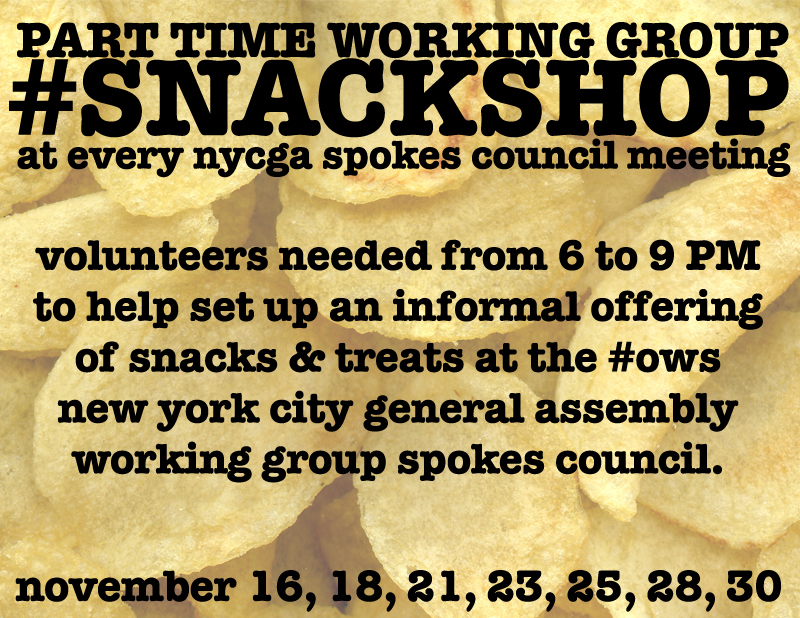 PART TIME WORKING GROUP
#SNACKSHOP
at every nycga spokes council meeting
volunteers needed from 6 to 9 PM
to help set up an informal offering
of snacks & treats at the #ows
new york city general assembly
working group spokes council.
november 16, 18, 21, 23, 25, 28, 30